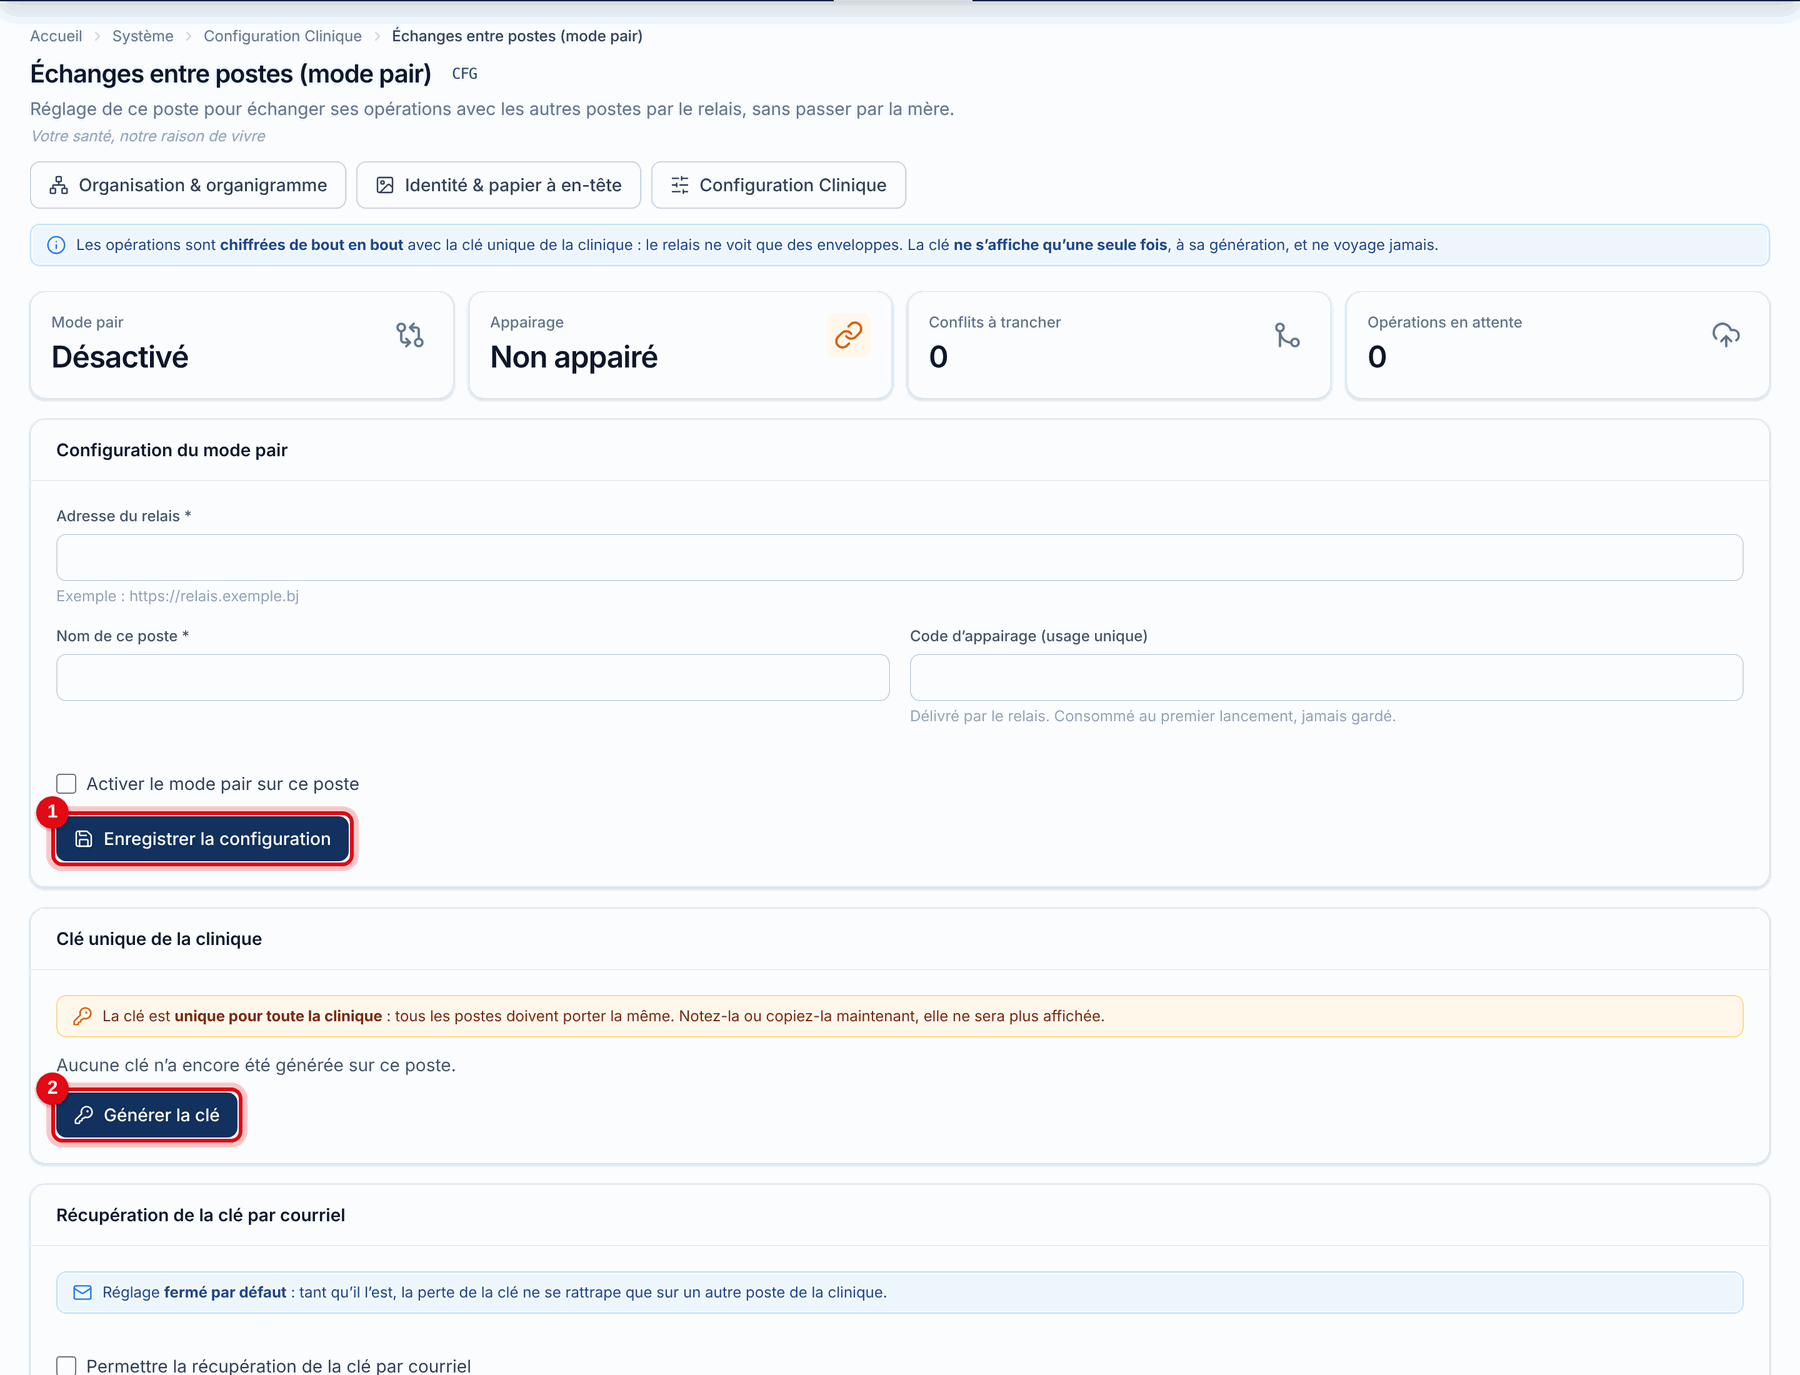 Accueil > Système > Configuration Clinique > Échanges entre postes (mode pair)
Échanges entre postes (mode pair) CFG
Réglage de ce poste pour échanger ses opérations avec les autres postes par le relais, sans passer par la mère.
Votre santé, notre raison de vivre
Organisation & organigramme Identité & papier à en-tête Configuration Clinique
Les opérations sont chiffrées de bout en bout avec la clé unique de la clinique : le relais ne voit que des enveloppes. La clé ne s’affiche qu’une seule fois, à sa génération, et ne voyage jamais.
Mode pair
Désactivé
Appairage
Non appairé
Conflits à trancher
0
Opérations en attente
0
Configuration du mode pair
Adresse du relais *
Exemple : https://relais.exemple.bj
Nom de ce poste *
Code d’appairage (usage unique)
Délivré par le relais. Consommé au premier lancement, jamais gardé.
Activer le mode pair sur ce poste
1
Enregistrer la configuration
Clé unique de la clinique
La clé est unique pour toute la clinique : tous les postes doivent porter la même. Notez-la ou copiez-la maintenant, elle ne sera plus affichée.
Aucune clé n’a encore été générée sur ce poste.
2
Générer la clé
Récupération de la clé par courriel
Réglage fermé par défaut : tant qu’il l’est, la perte de la clé ne se rattrape que sur un autre poste de la clinique.
Permettre la récupération de la clé par courriel